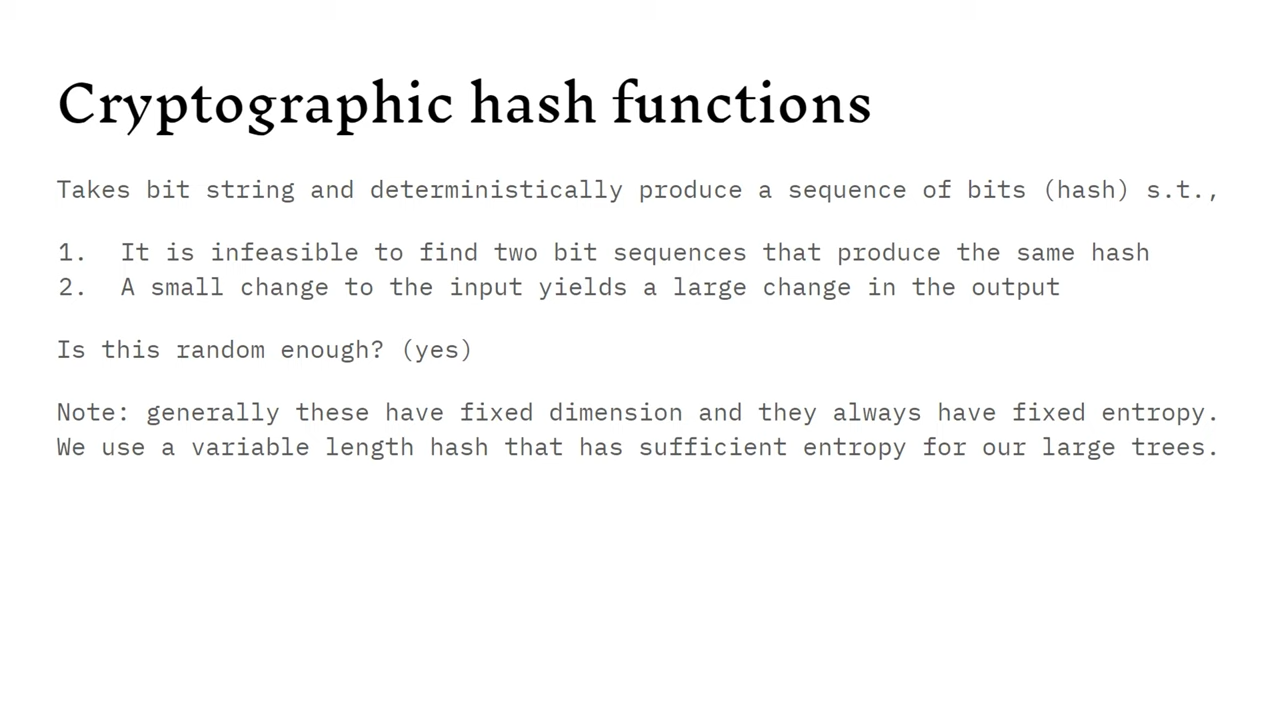 Cryptographic hash functions
Takes bit string and deterministically produce a sequence of bits (hash) s.t.,
1. It is infeasible to find two bit sequences that produce the same hash
2. A small change to the input yields a large change in the output
Is this random enough? (yes)
Note: generally these have fixed dimension and they always have fixed entropy.
We use a variable length hash that has sufficient entropy for our large trees.